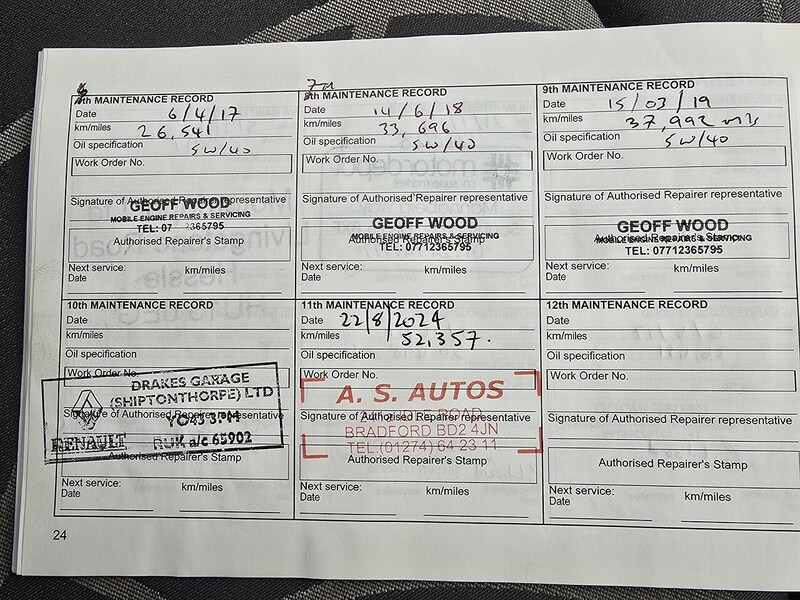 6th MAINTENANCE RECORD
Date 6/4/17
km/miles 26,541
Oil specification 5W/40
Work Order No.
Signature of Authorised Repairer representative
GEOFF WOOD
MOBILE ENGINE REPAIRS & SERVICING
TEL: 07 2365795
Authorised Repairer's Stamp
Next service: km/miles
Date
7th MAINTENANCE RECORD
Date 14/6/18
km/miles 33,696
Oil specification 5W/40
Work Order No.
Signature of Authorised Repairer representative
GEOFF WOOD
MOBILE ENGINE REPAIRS & SERVICING
Authorised Repairer's Stamp
TEL: 07712365795
Next service: km/miles
Date
9th MAINTENANCE RECORD
Date 15/03/19
km/miles 37,992 mls
Oil specification 5W/40
Work Order No.
Signature of Authorised Repairer representative
GEOFF WOOD
MOBILE ENGINE REPAIRS & SERVICING
Authorised Repairer's Stamp
TEL: 07712365795
Next service: km/miles
Date
10th MAINTENANCE RECORD
Date
km/miles
Oil specification
Work Order No.
DRAKES GARAGE
(SHIPTONTHORPE) LTD
Signature of Authorised Repairer representative
YO43 3PM
RENAULT RUK a/c 65902
Authorised Repairer's Stamp
Next service: km/miles
Date
11th MAINTENANCE RECORD
Date 22/8/2024
km/miles 52,357.
Oil specification
Work Order No.
A. S. AUTOS
ROAD
Signature of Authorised Repairer representative
BRADFORD BD2 4JN
TEL:(01274) 64 23 11
Authorised Repairer's Stamp
Next service: km/miles
Date
12th MAINTENANCE RECORD
Date
km/miles
Oil specification
Work Order No.
Signature of Authorised Repairer representative
Authorised Repairer's Stamp
Next service: km/miles
Date
24